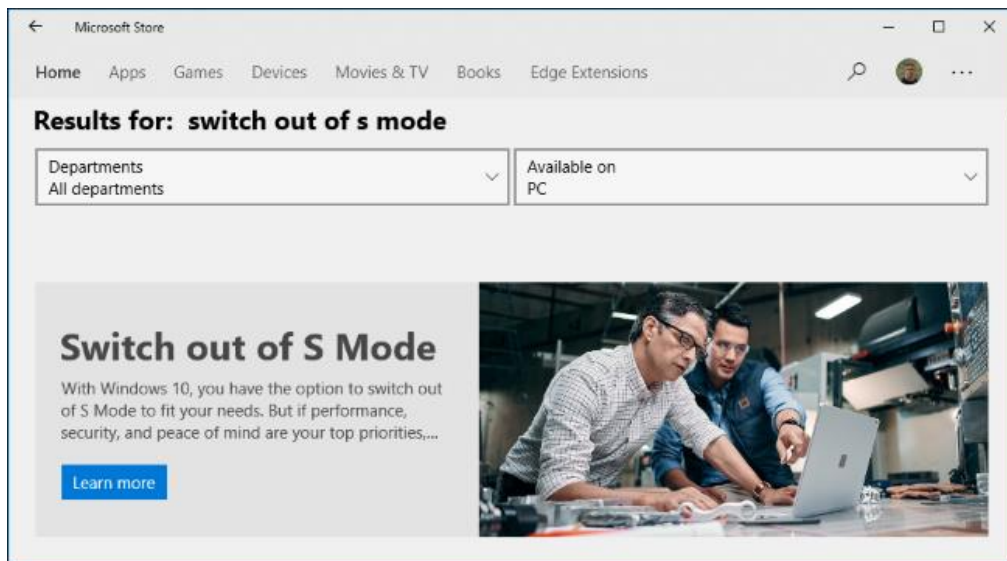 Microsoft Store
Home Apps Games Devices Movies & TV Books Edge Extensions
Results for: switch out of s mode
Departments
All departments
Available on
PC
Switch out of S Mode
With Windows 10, you have the option to switch out
of S Mode to fit your needs. But if performance,
security, and peace of mind are your top priorities,...
Learn more